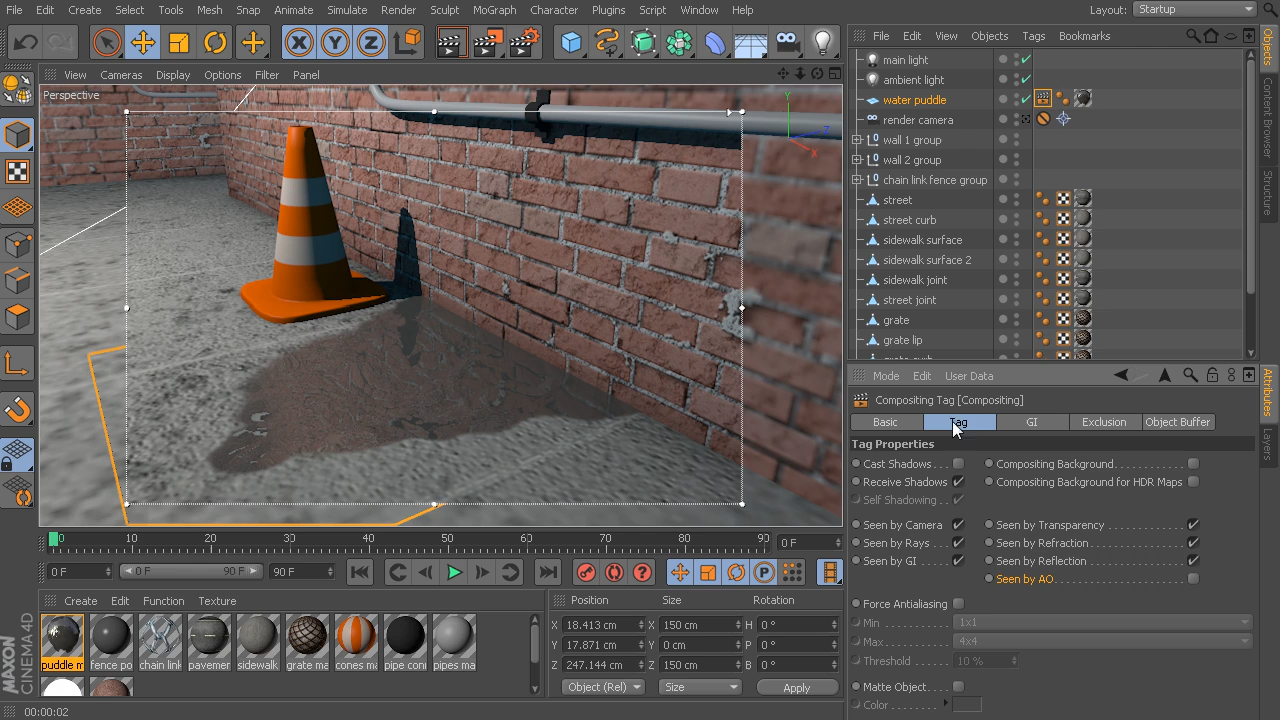 File Edit Create Select Tools Mesh Snap Animate Simulate Render Sculpt MoGraph Character Plugins Script Window Help
Layout: Startup
View Cameras Display Options Filter Panel
Perspective
Y
Z
X
File Edit View Objects Tags Bookmarks
main light
ambient light
water puddle
render camera
wall 1 group
wall 2 group
chain link fence group
street
street curb
sidewalk surface
sidewalk surface 2
sidewalk joint
street joint
grate
grate lip
Objects
Content Browser
Structure
Mode Edit User Data
Compositing Tag [Compositing]
Basic Tag GI Exclusion Object Buffer
Tag Properties
Cast Shadows . . . Compositing Background . . . . . . . . . . .
Receive Shadows Compositing Background for HDR Maps
Self Shadowing . .
Seen by Camera Seen by Transparency
Seen by Rays . . . Seen by Refraction
Seen by GI . . . . Seen by Reflection
Seen by AO
Force Antialiasing
Min 1x1
Max. 4x4
Threshold 10 %
Matte Object. . . .
Color
Attributes
Layers
0 10 20 30 40 50 60 70 80 90 0 F
0 F 0 F 90 F 90 F
Create Edit Function Texture
puddle m fence po chain link pavemer sidewalk grate ma cones ma pipe conn pipes ma
Position Size Rotation
X 18.413 cm X 150 cm H 0 °
Y 17.871 cm Y 0 cm P 0 °
Z 247.144 cm Z 150 cm B 0 °
Object (Rel) Size Apply
MAXON
CINEMA 4D
00:00:02